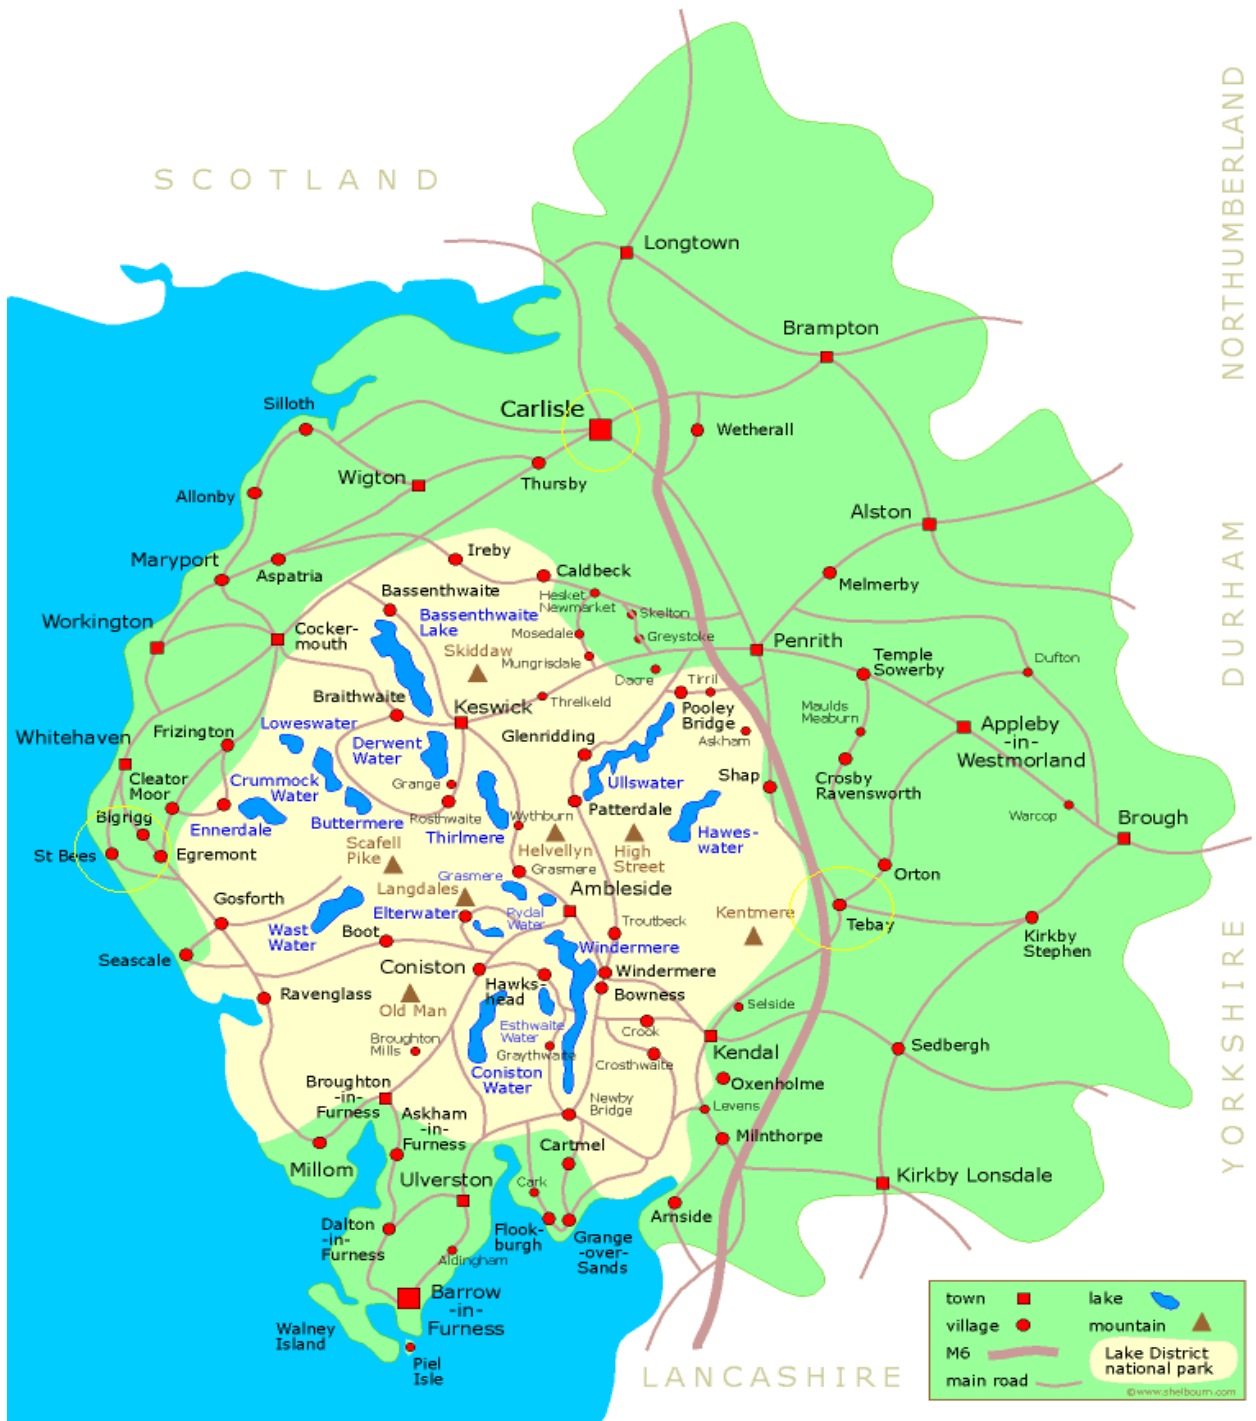 SCOTLAND
NORTHUMBERLAND
Longtown
Brampton
Silloth
Carlisle
Wetherall
Wigton
Thursby
Allonby
Alston
DURHAM
Maryport
Aspatria
Ireby
Caldbeck
Melmerby
Bassenthwaite
Hesket
Newmarket
Skelton
Workington
Cocker-
mouth
Bassenthwaite
Lake
Mosedale
Greystoke
Penrith
Skiddaw
Mungrisdale
Dacre
Tirril
Temple
Sowerby
Dufton
Braithwaite
Keswick
Threlkeld
Pooley
Bridge
Askham
Maulds
Meaburn
Appleby
-in-
Westmorland
Whitehaven
Frizington
Loweswater
Derwent
Water
Glenridding
Cleator
Moor
Crummock
Water
Grange
Ullswater
Shap
Crosby
Ravensworth
Bigrigg
Ennerdale
Buttermere
Rosthwaite
Thirlmere
Wythburn
Patterdale
Warcop
Brough
St Bees
Egremont
Scafell
Pike
Helvellyn
High
Street
Hawes-
water
Grasmere
Grasmere
Orton
Gosforth
Langdales
Ambleside
Elterwater
Rydal
Water
Troutbeck
Kentmere
Tebay
Wast
Water
Boot
Windermere
Kirkby
Stephen
Seascale
Coniston
Hawks-
head
Windermere
Bowness
YORKSHIRE
Ravenglass
Old Man
Selside
Esthwaite
Water
Crook
Broughton
Mills
Graythwaite
Crosthwaite
Kendal
Sedbergh
Coniston
Water
Oxenholme
Broughton
-in-
Furness
Askham
-in-
Furness
Newby
Bridge
Levens
Millom
Cartmel
Milnthorpe
Ulverston
Cark
Kirkby Lonsdale
Dalton
-in-
Furness
Flook-
burgh
Grange
-over-
Sands
Arnside
Aldingham
Barrow
-in-
Furness
Walney
Island
Piel
Isle
LANCASHIRE
town
lake
village
mountain
M6
Lake District
national park
main road
©www.shelbourn.com